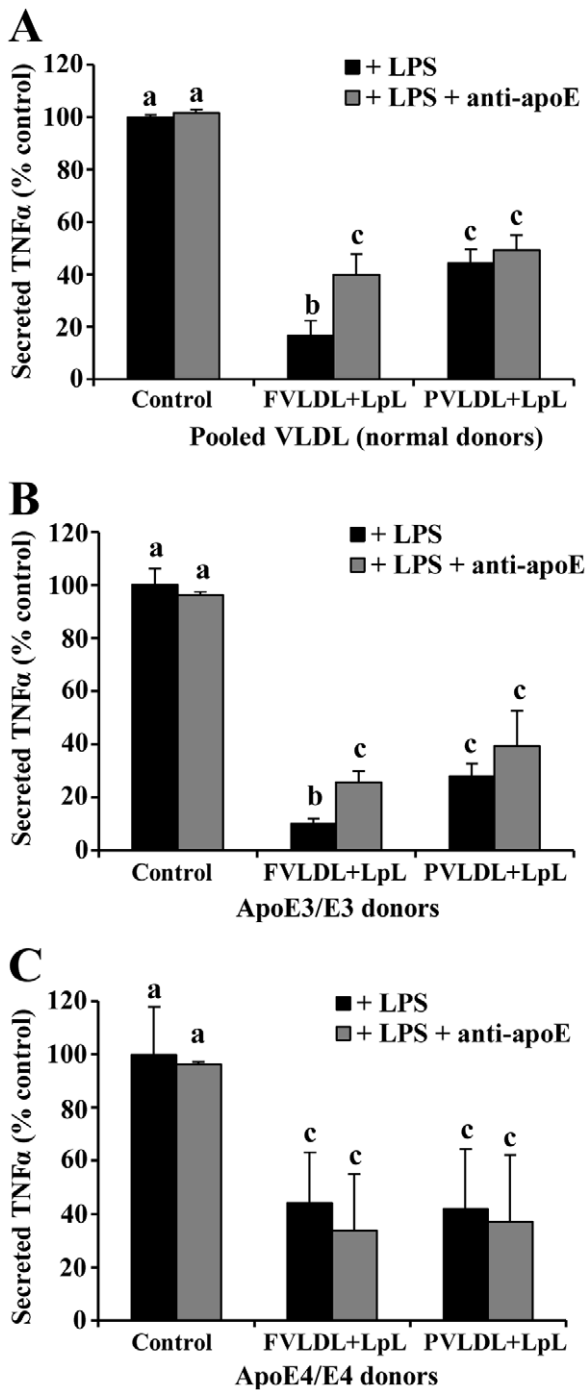 A
Secreted TNFα (% control)
120
100
80
60
40
20
0
+ LPS
+ LPS + anti-apoE
a a
b c
c c
Control FVLDL+LpL PVLDL+LpL
Pooled VLDL (normal donors)
B
Secreted TNFα (% control)
120
100
80
60
40
20
0
+ LPS
+ LPS + anti-apoE
a a
b c
c c
Control FVLDL+LpL PVLDL+LpL
ApoE3/E3 donors
C
Secreted TNFα (% control)
120
100
80
60
40
20
0
+ LPS
+ LPS + anti-apoE
a a
c c
c c
Control FVLDL+LpL PVLDL+LpL
ApoE4/E4 donors